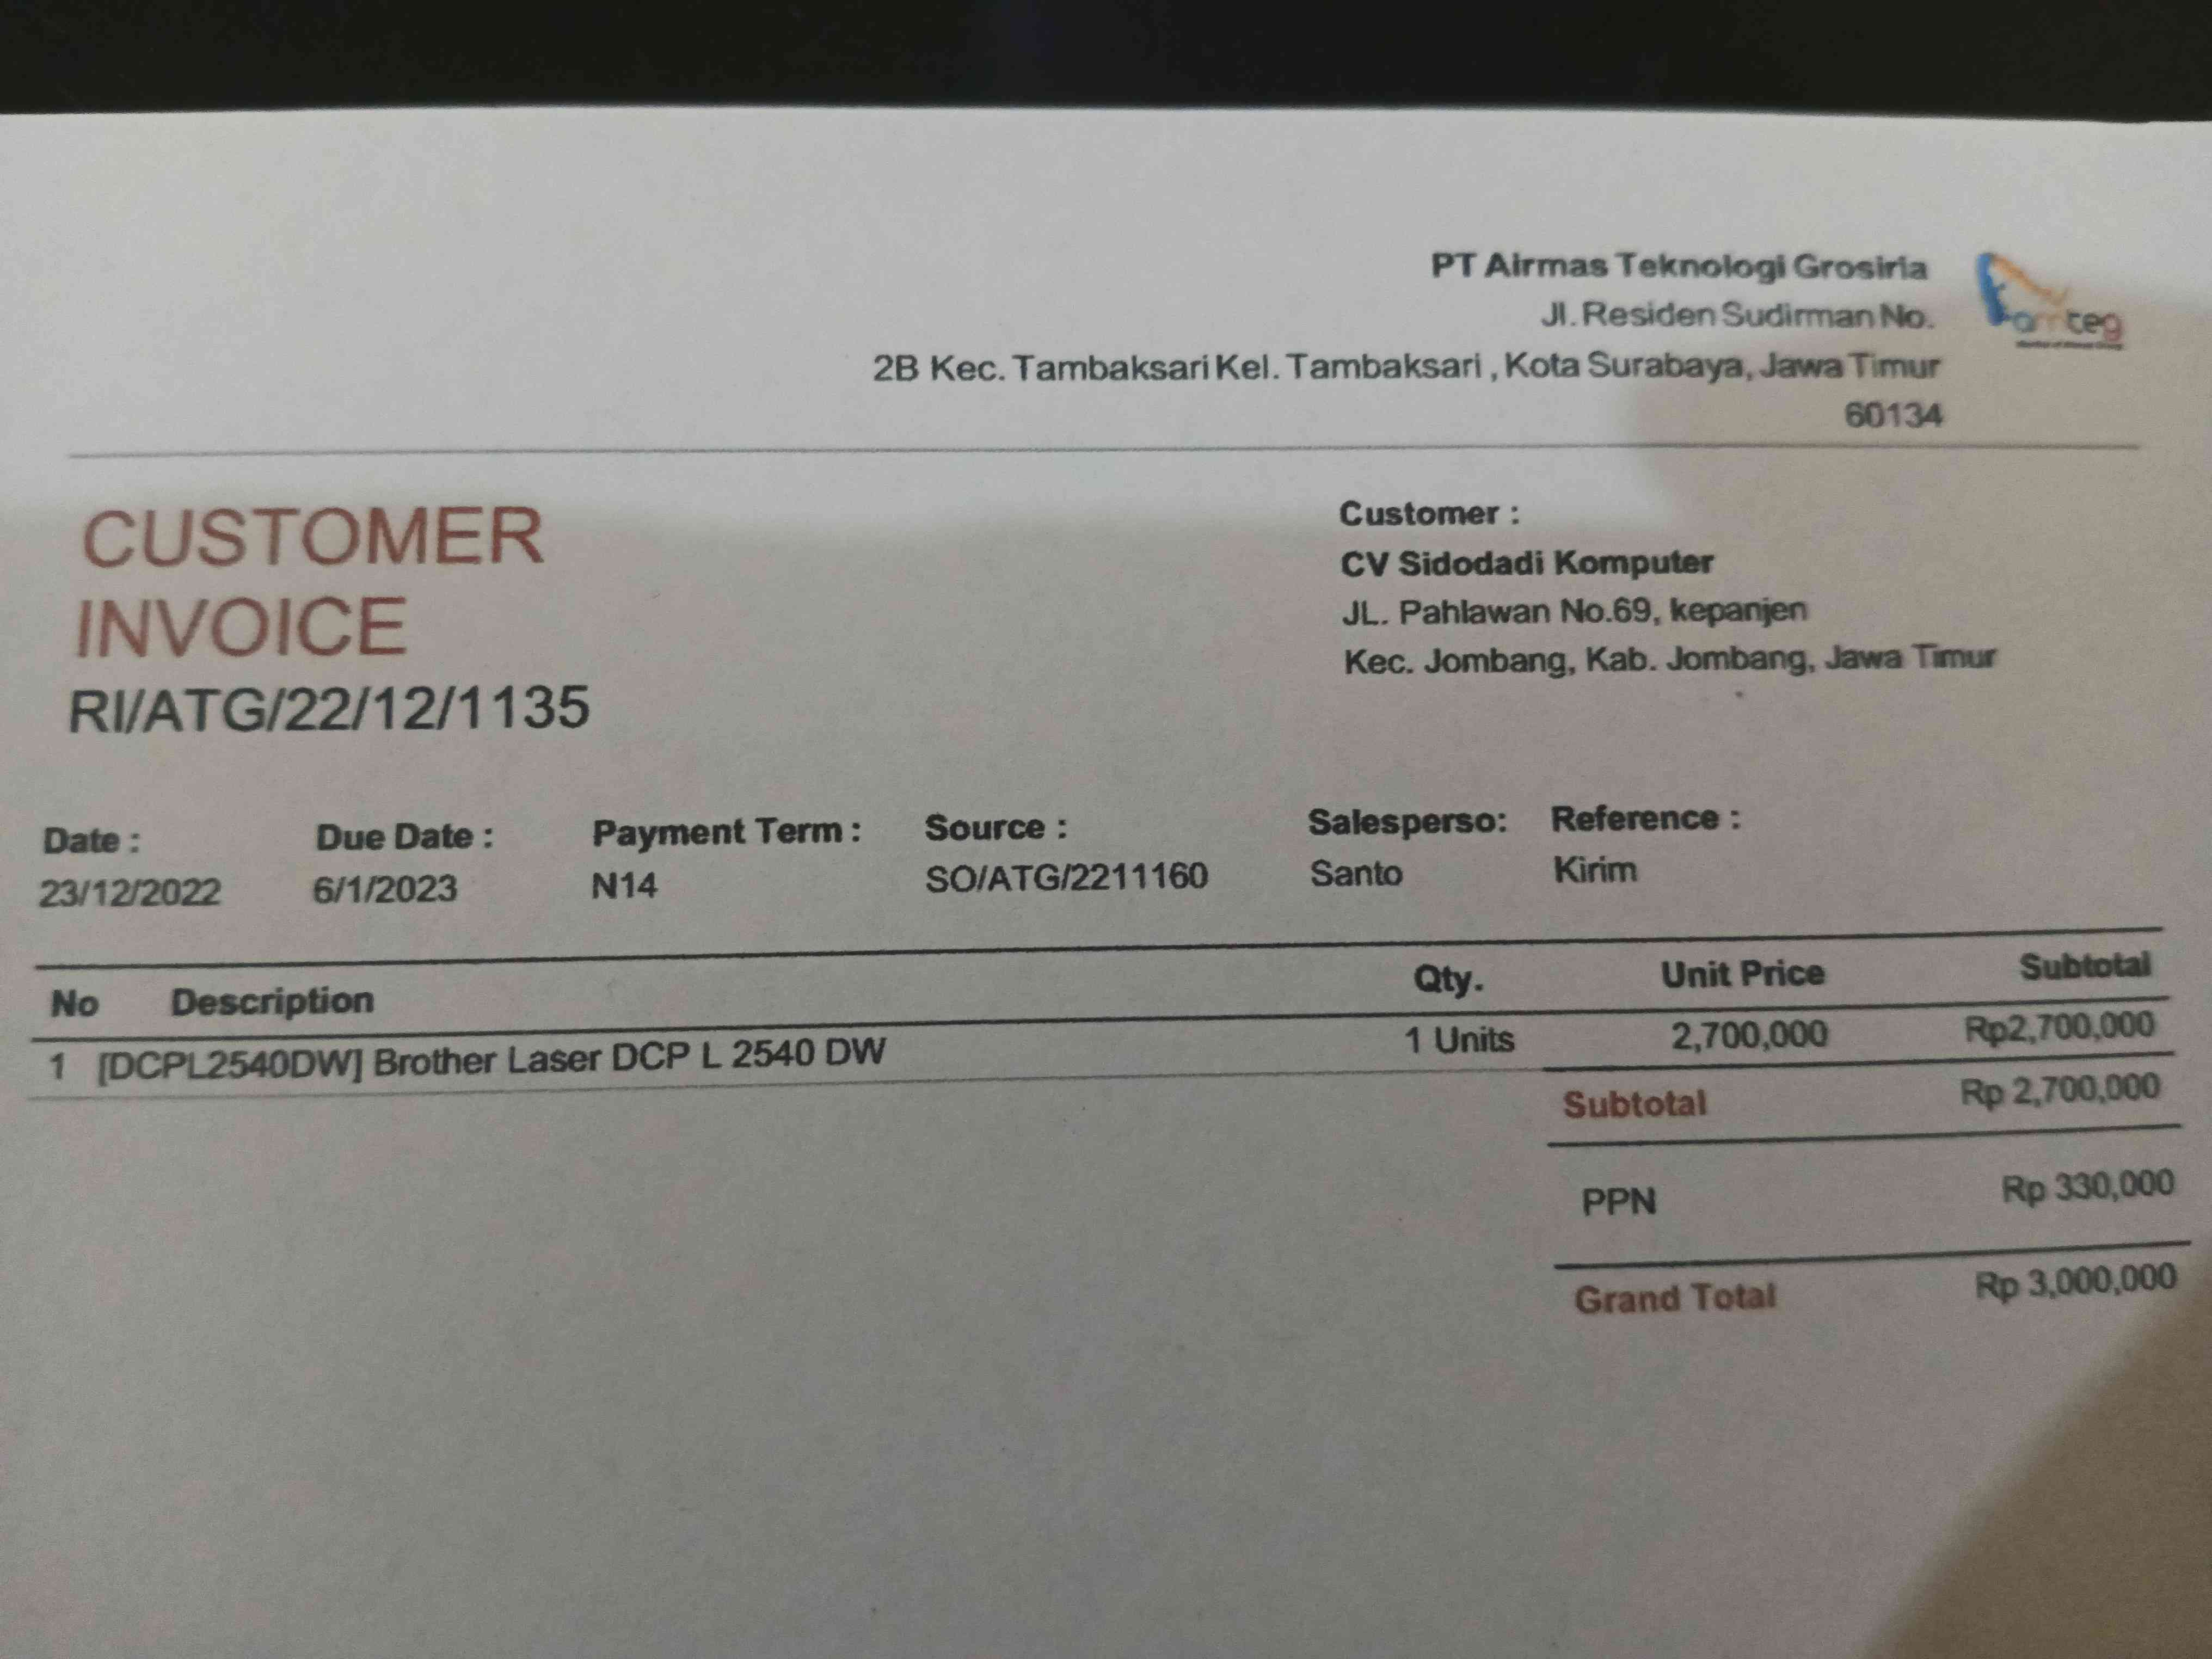 PT Airmas Teknologi Grosiria
Jl. Residen Sudirman No.
2B Kec. Tambaksari Kel. Tambaksari , Kota Surabaya, Jawa Timur
60134
amteg
CUSTOMER
INVOICE
RI/ATG/22/12/1135
Customer :
CV Sidodadi Komputer
JL. Pahlawan No.69, kepanjen
Kec. Jombang, Kab. Jombang, Jawa Timur
Date : Due Date : Payment Term : Source : Salesperso: Reference :
23/12/2022 6/1/2023 N14 SO/ATG/2211160 Santo Kirim
No Description Qty. Unit Price Subtotal
1 [DCPL2540DW] Brother Laser DCP L 2540 DW 1 Units 2,700,000 Rp2,700,000
Subtotal Rp 2,700,000
PPN Rp 330,000
Grand Total Rp 3,000,000